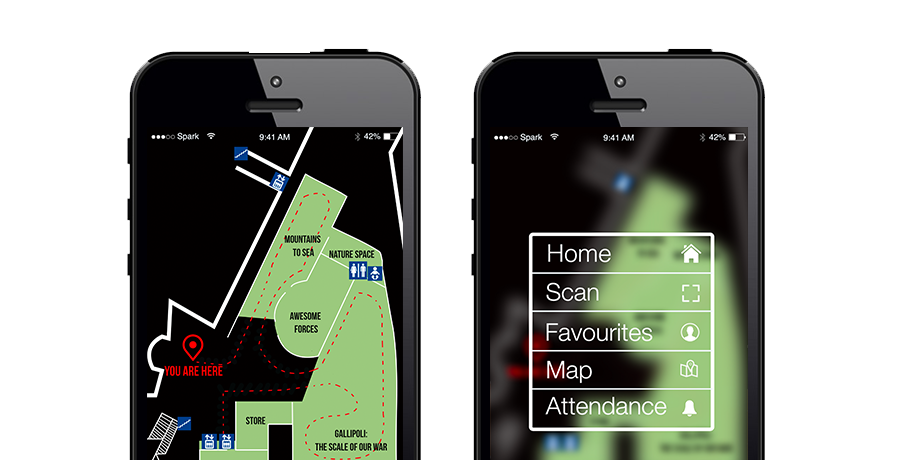 Spark 9:41 AM 42%
MOUNTAINS
TO SEA
NATURE SPACE
AWESOME
FORCES
YOU ARE HERE
STORE
GALLIPOLI:
THE SCALE OF OUR WAR
Spark 9:41 AM 42%
Home
Scan
Favourites
Map
Attendance